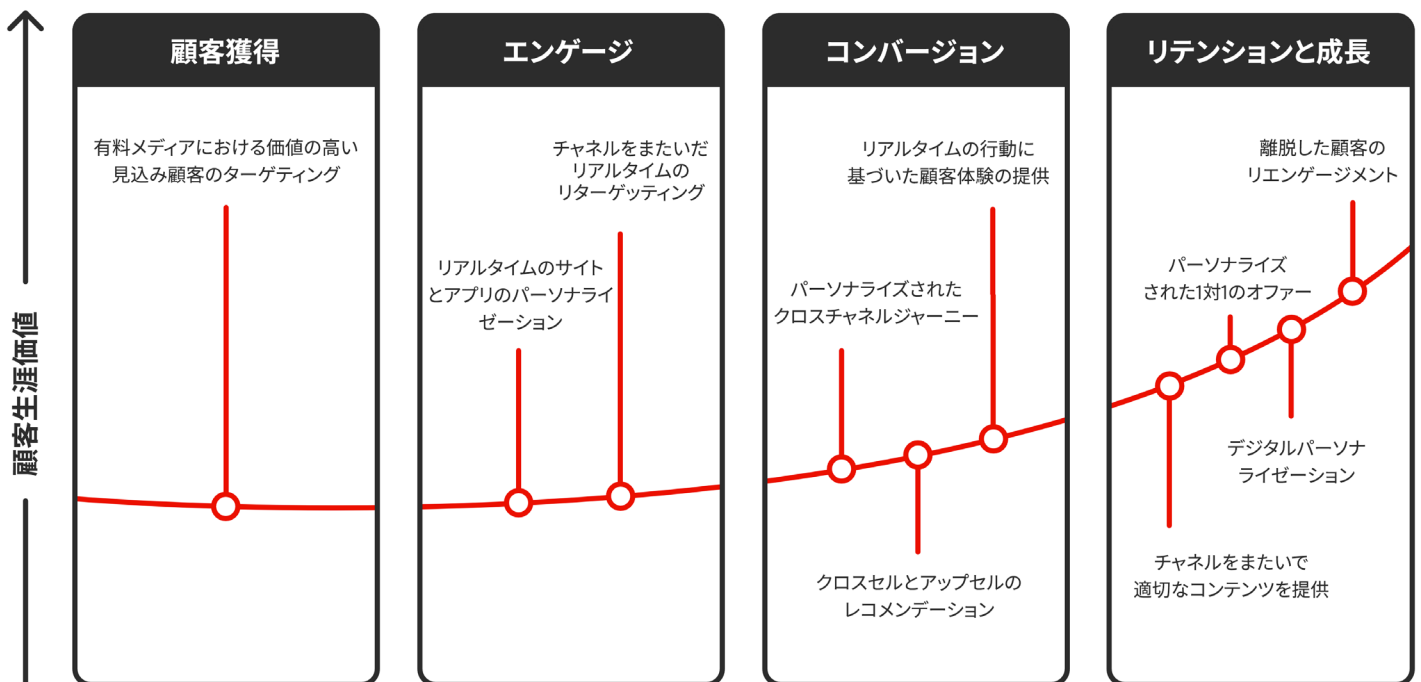 顧客生涯価値
顧客獲得
有料メディアにおける価値の高い
見込み顧客のターゲティング
エンゲージ
チャネルをまたいだ
リアルタイムの
リターゲッティング
リアルタイムのサイト
とアプリのパーソナライ
ゼーション
コンバージョン
リアルタイムの行動に
基づいた顧客体験の提供
パーソナライズされた
クロスチャネルジャーニー
クロスセルとアップセルの
レコメンデーション
リテンションと成長
離脱した顧客の
リエンゲージメント
パーソナライズ
された1対1のオファー
デジタルパーソナ
ライゼーション
チャネルをまたいで
適切なコンテンツを提供